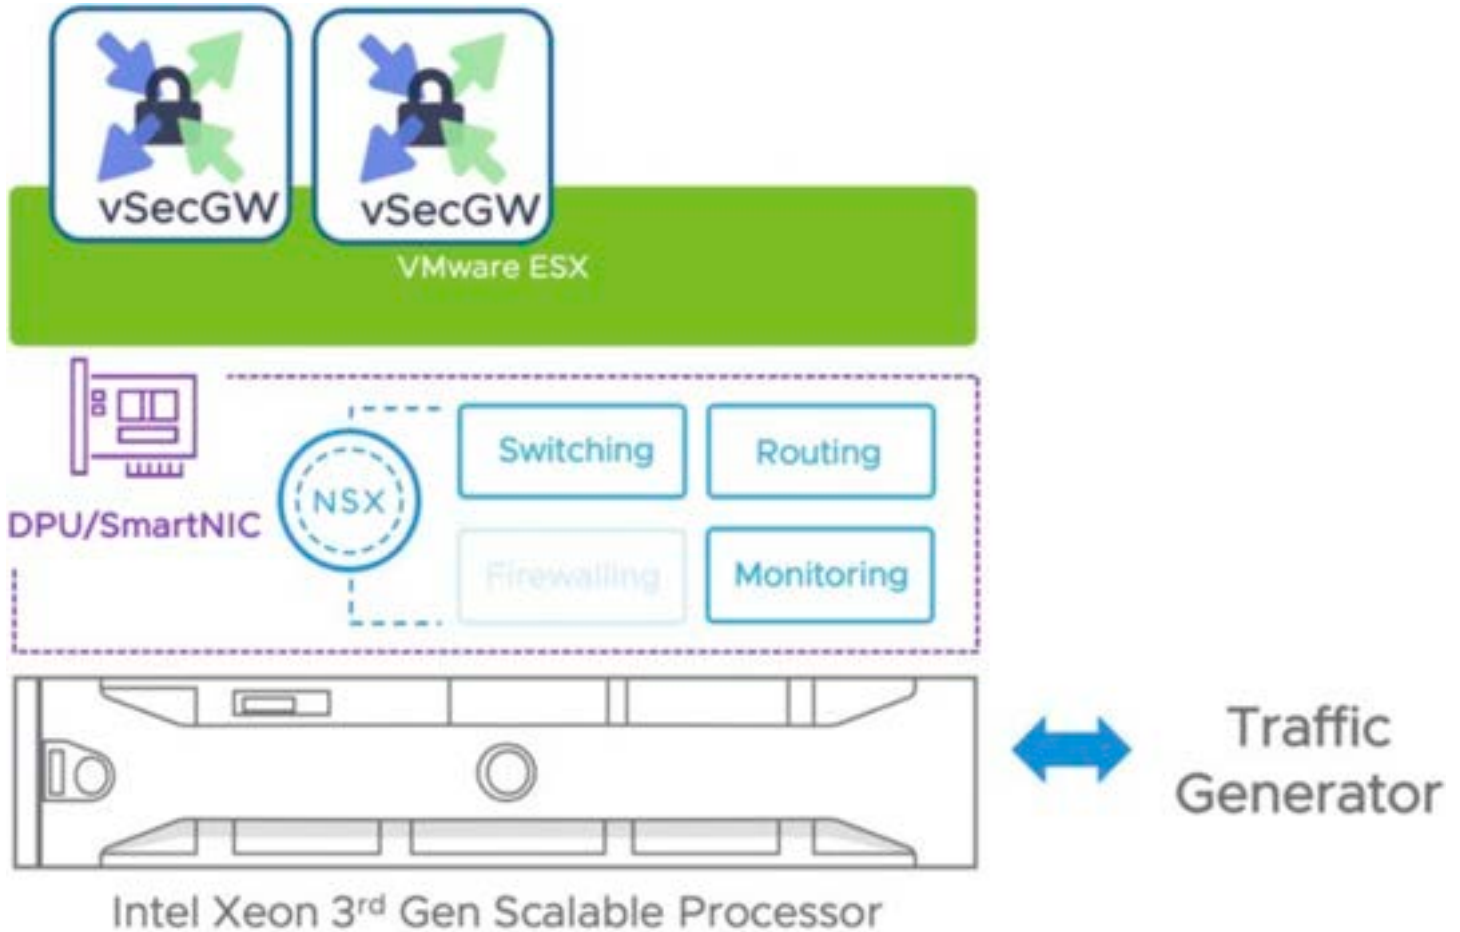 vSecGW
vSecGW
VMware ESX
DPU/SmartNIC
NSX
Switching
Routing
Firewalling
Monitoring
Traffic
Generator
Intel Xeon 3rd Gen Scalable Processor